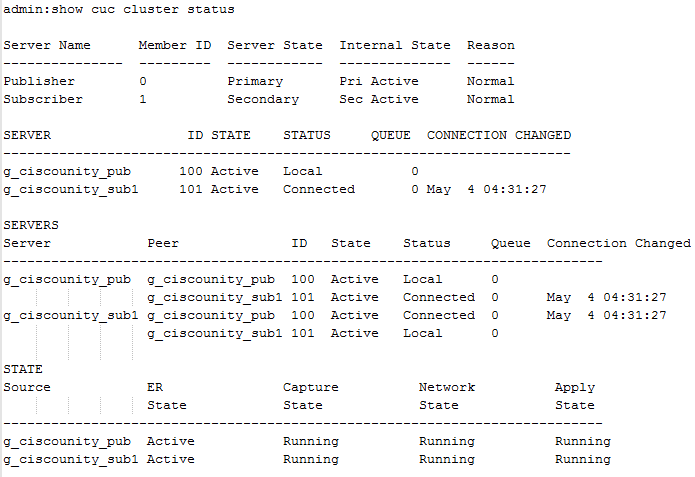 admin:show cuc cluster status
Server Name      Member ID  Server State  Internal State  Reason
---------------  ---------  ------------  --------------  ------
Publisher        0          Primary       Pri Active      Normal
Subscriber       1          Secondary     Sec Active      Normal
SERVER                 ID STATE    STATUS     QUEUE  CONNECTION CHANGED
-----------------------------------------------------------------------
g_ciscounity_pub      100 Active   Local           0
g_ciscounity_sub1     101 Active   Connected       0 May  4 04:31:27
SERVERS
Server            Peer              ID   State   Status     Queue  Connection Changed
---------------------------------------------------------------------------
g_ciscounity_pub  g_ciscounity_pub  100  Active  Local      0
                  g_ciscounity_sub1 101  Active  Connected  0      May  4 04:31:27
g_ciscounity_sub1 g_ciscounity_pub  100  Active  Connected  0      May  4 04:31:27
                  g_ciscounity_sub1 101  Active  Local      0
STATE
Source            ER               Capture          Network          Apply
                  State            State            State            State
---------------------------------------------------------------------------
g_ciscounity_pub  Active           Running          Running          Running
g_ciscounity_sub1 Active           Running          Running          Running